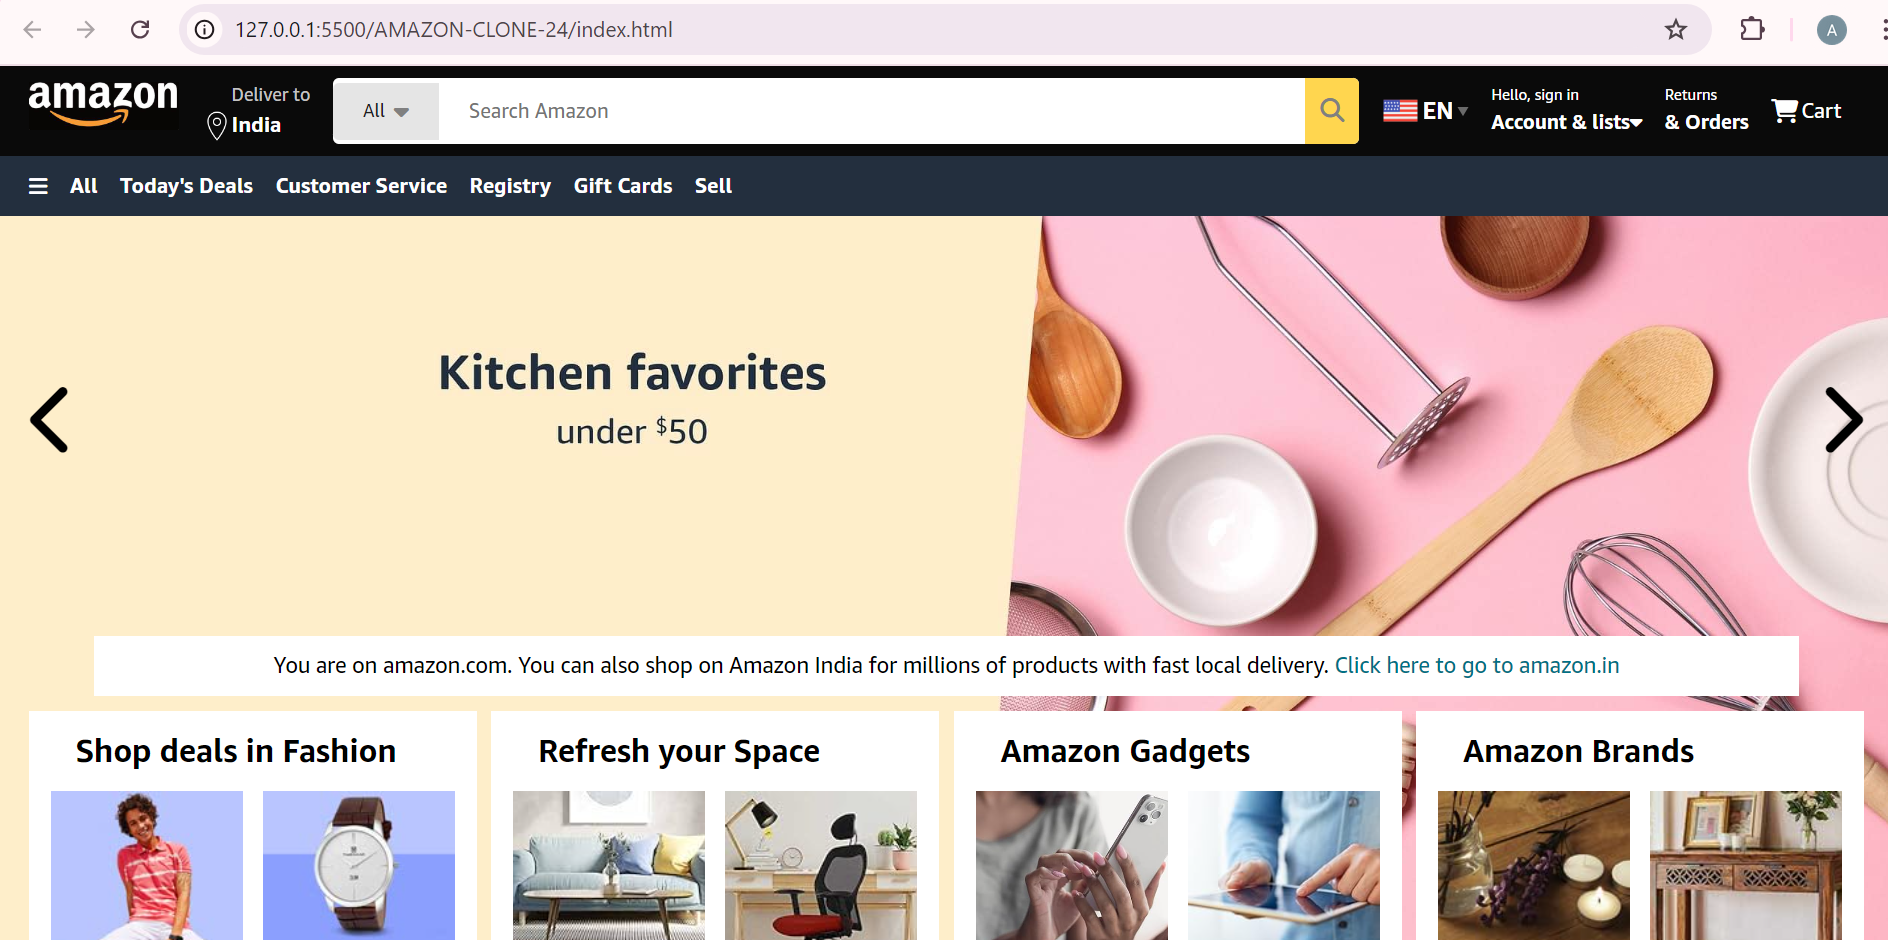 127.0.0.1:5500/AMAZON-CLONE-24/index.html
A
amazon
Deliver to
India
All
Search Amazon
EN
Hello, sign in
Account & lists
Returns
& Orders
Cart
All Today's Deals Customer Service Registry Gift Cards Sell
Kitchen favorites
under $50
You are on amazon.com. You can also shop on Amazon India for millions of products with fast local delivery. Click here to go to amazon.in
Shop deals in Fashion
Refresh your Space
Amazon Gadgets
Amazon Brands